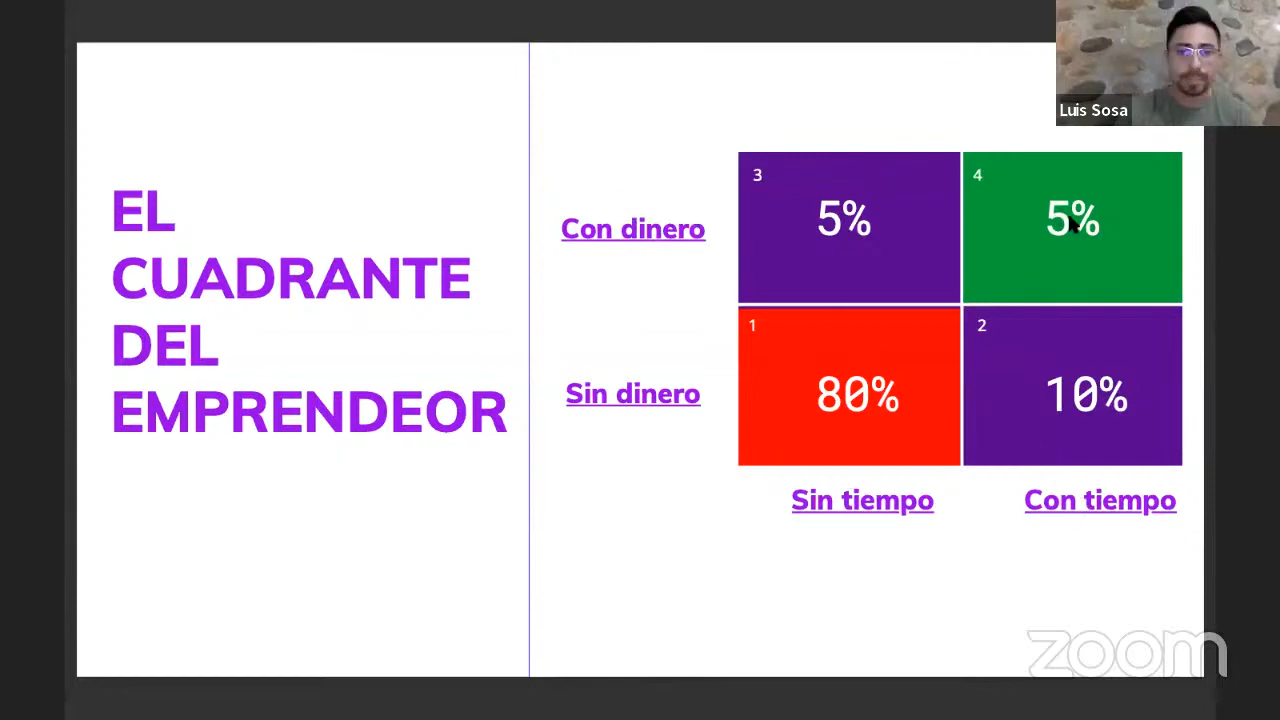 Luis Sosa
EL
CUADRANTE
DEL
EMPRENDEOR
Con dinero
3
5%
4
5%
Sin dinero
1
80%
2
10%
Sin tiempo
Con tiempo
zoom